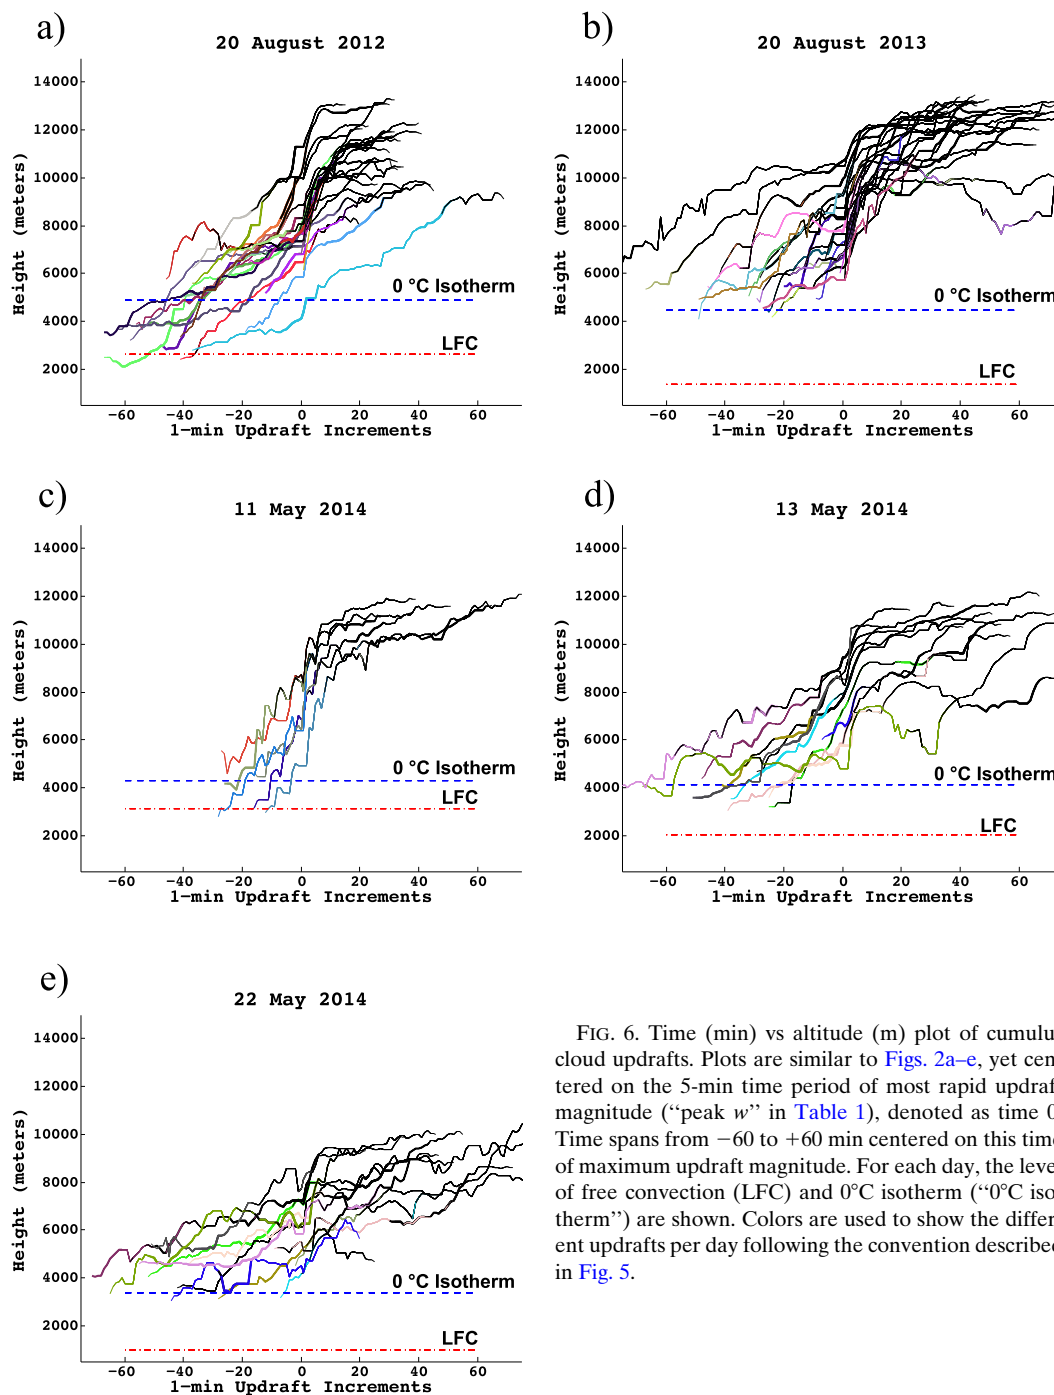 a)
20 August 2012
14000
12000
10000
8000
6000
4000
2000
Height (meters)
0 °C Isotherm
LFC
−60 −40 −20 0 20 40 60
1−min Updraft Increments
b)
20 August 2013
14000
12000
10000
8000
6000
4000
2000
Height (meters)
0 °C Isotherm
LFC
−60 −40 −20 0 20 40 60
1−min Updraft Increments
c)
11 May 2014
14000
12000
10000
8000
6000
4000
2000
Height (meters)
0 °C Isotherm
LFC
−60 −40 −20 0 20 40 60
1−min Updraft Increments
d)
13 May 2014
14000
12000
10000
8000
6000
4000
2000
Height (meters)
0 °C Isotherm
LFC
−60 −40 −20 0 20 40 60
1−min Updraft Increments
e)
22 May 2014
14000
12000
10000
8000
6000
4000
2000
Height (meters)
0 °C Isotherm
LFC
−60 −40 −20 0 20 40 60
1−min Updraft Increments
FIG. 6. Time (min) vs altitude (m) plot of cumulu
cloud updrafts. Plots are similar to Figs. 2a–e, yet cen
tered on the 5-min time period of most rapid updraf
magnitude (“peak w” in Table 1), denoted as time 0
Time spans from −60 to +60 min centered on this time
of maximum updraft magnitude. For each day, the leve
of free convection (LFC) and 0°C isotherm (“0°C iso
therm”) are shown. Colors are used to show the differ
ent updrafts per day following the convention described
in Fig. 5.